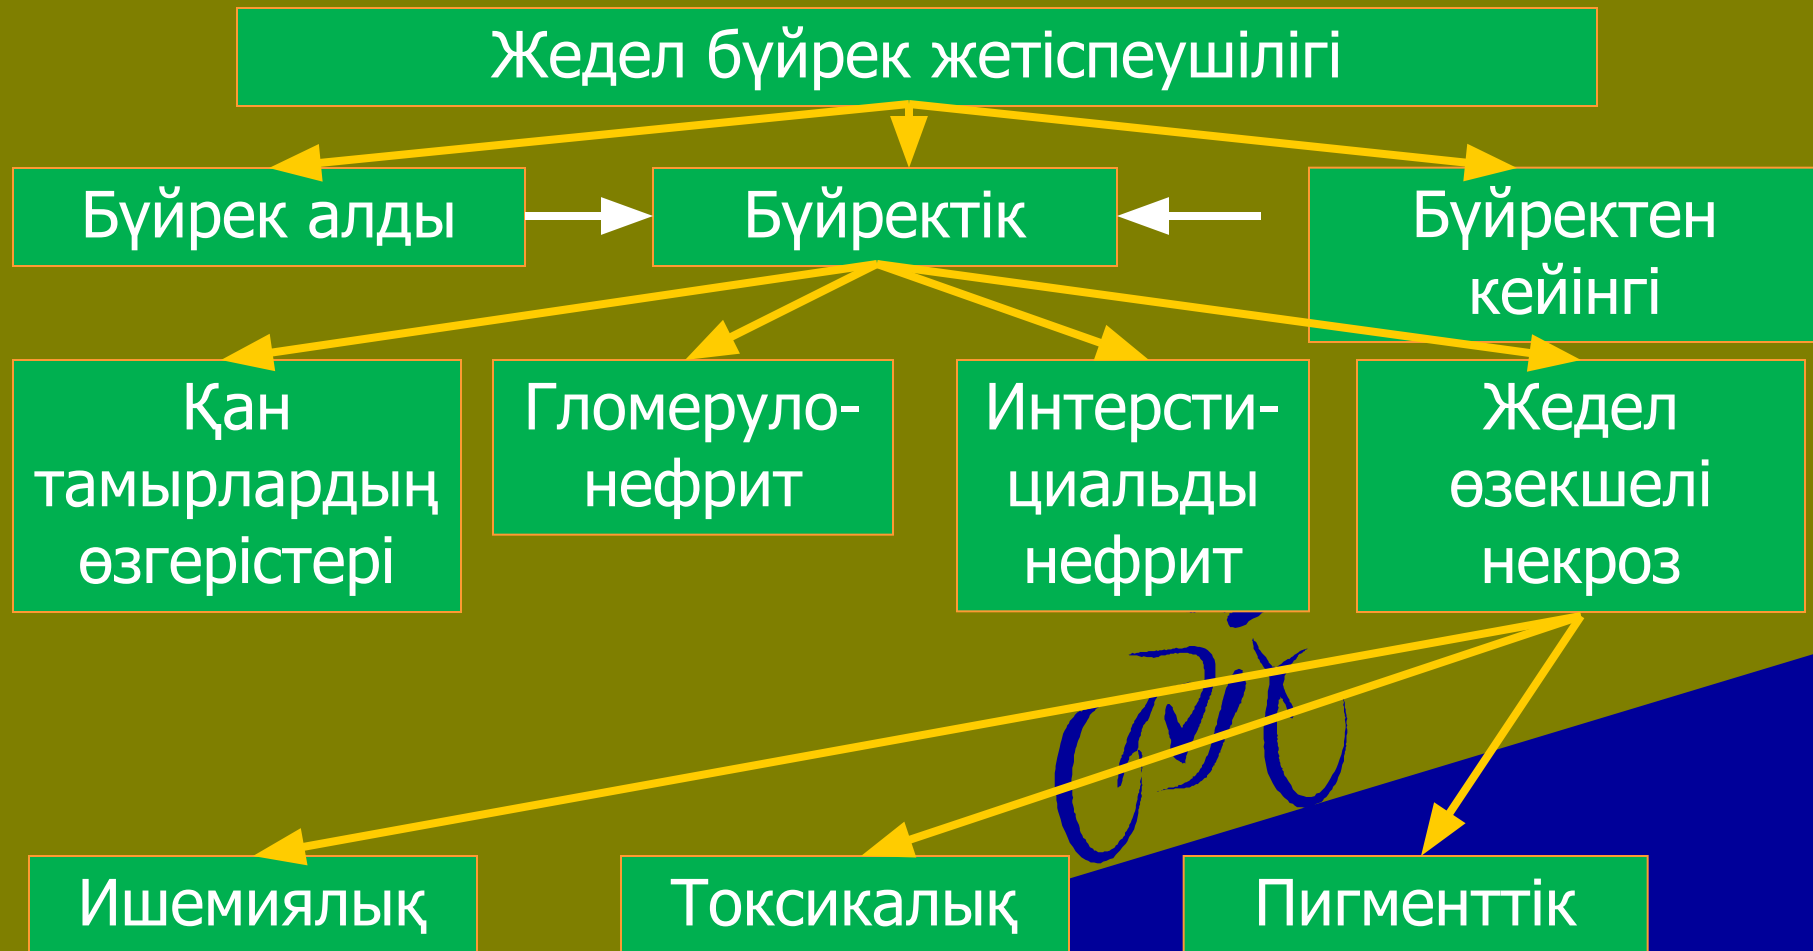 Жедел бүйрек жетіспеушілігі
Бүйрек алды
Бүйректік
Бүйректен
кейінгі
Қан
тамырлардың
өзгерістері
Гломеруло-
нефрит
Интерсти-
циальды
нефрит
Жедел
өзекшелі
некроз
Ишемиялық
Токсикалық
Пигменттік